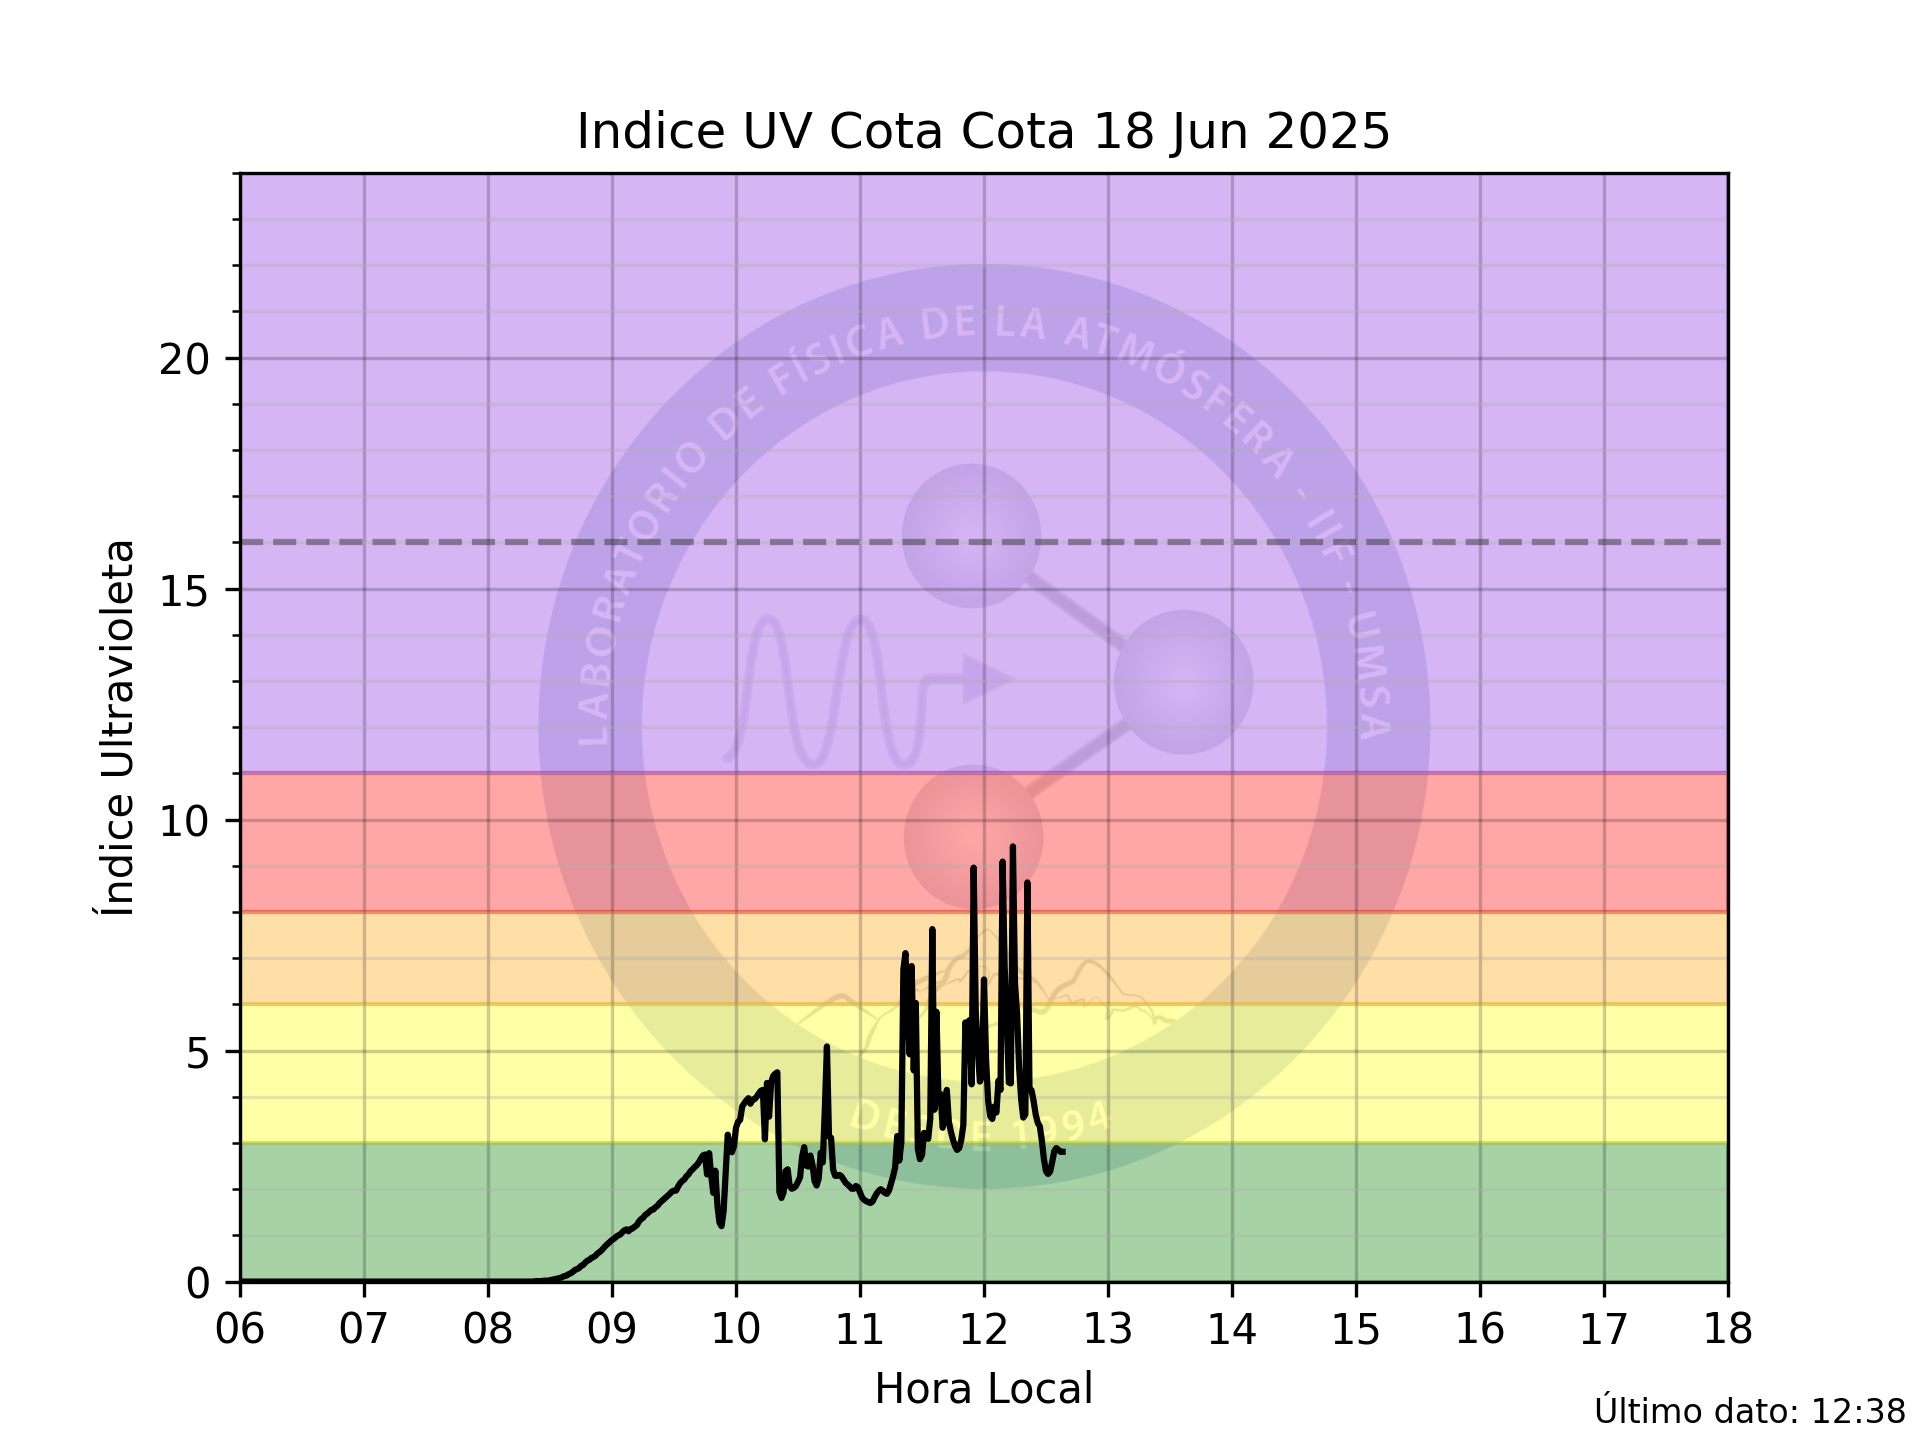 Indice UV Cota Cota 18 Jun 2025
Índice Ultravioleta
20
15
10
5
0
LABORATORIO DE FÍSICA DE LA ATMÓSFERA - IIF - UMSA
DESDE 1994
06 07 08 09 10 11 12 13 14 15 16 17 18
Hora Local
Último dato: 12:38